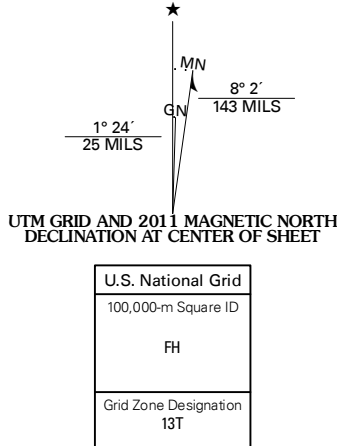 ★
MN
8° 2´
143 MILS
GN
1° 24´
25 MILS
UTM GRID AND 2011 MAGNETIC NORTH
DECLINATION AT CENTER OF SHEET
U.S. National Grid
100,000-m Square ID
FH
Grid Zone Designation
13T